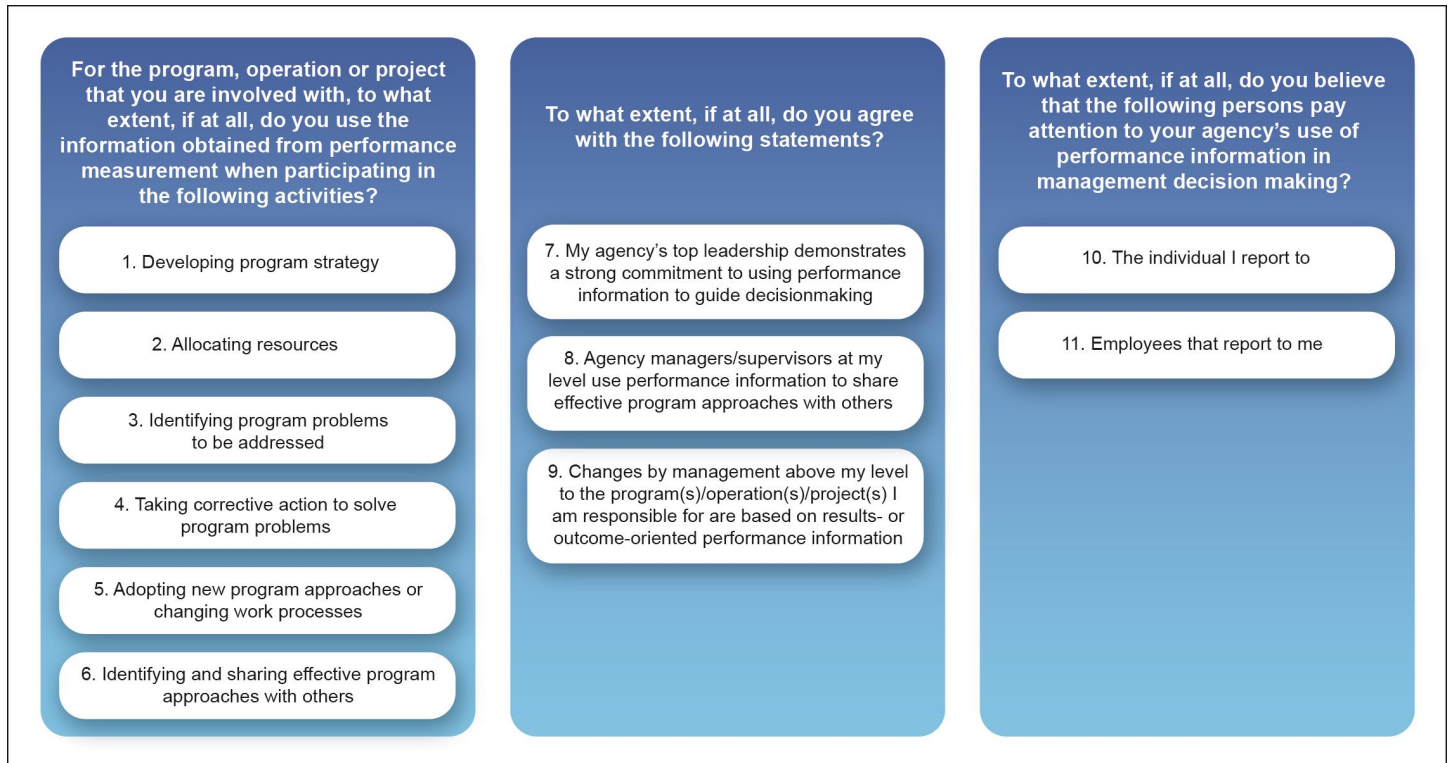 For the program, operation or project
that you are involved with, to what
extent, if at all, do you use the
information obtained from performance
measurement when participating in
the following activities?
1. Developing program strategy
2. Allocating resources
3. Identifying program problems
to be addressed
4. Taking corrective action to solve
program problems
5. Adopting new program approaches or
changing work processes
6. Identifying and sharing effective program
approaches with others
To what extent, if at all, do you agree
with the following statements?
7. My agency’s top leadership demonstrates
a strong commitment to using performance
information to guide decisionmaking
8. Agency managers/supervisors at my
level use performance information to share
effective program approaches with others
9. Changes by management above my level
to the program(s)/operation(s)/project(s) I
am responsible for are based on results- or
outcome-oriented performance information
To what extent, if at all, do you believe
that the following persons pay
attention to your agency’s use of
performance information in
management decision making?
10. The individual I report to
11. Employees that report to me